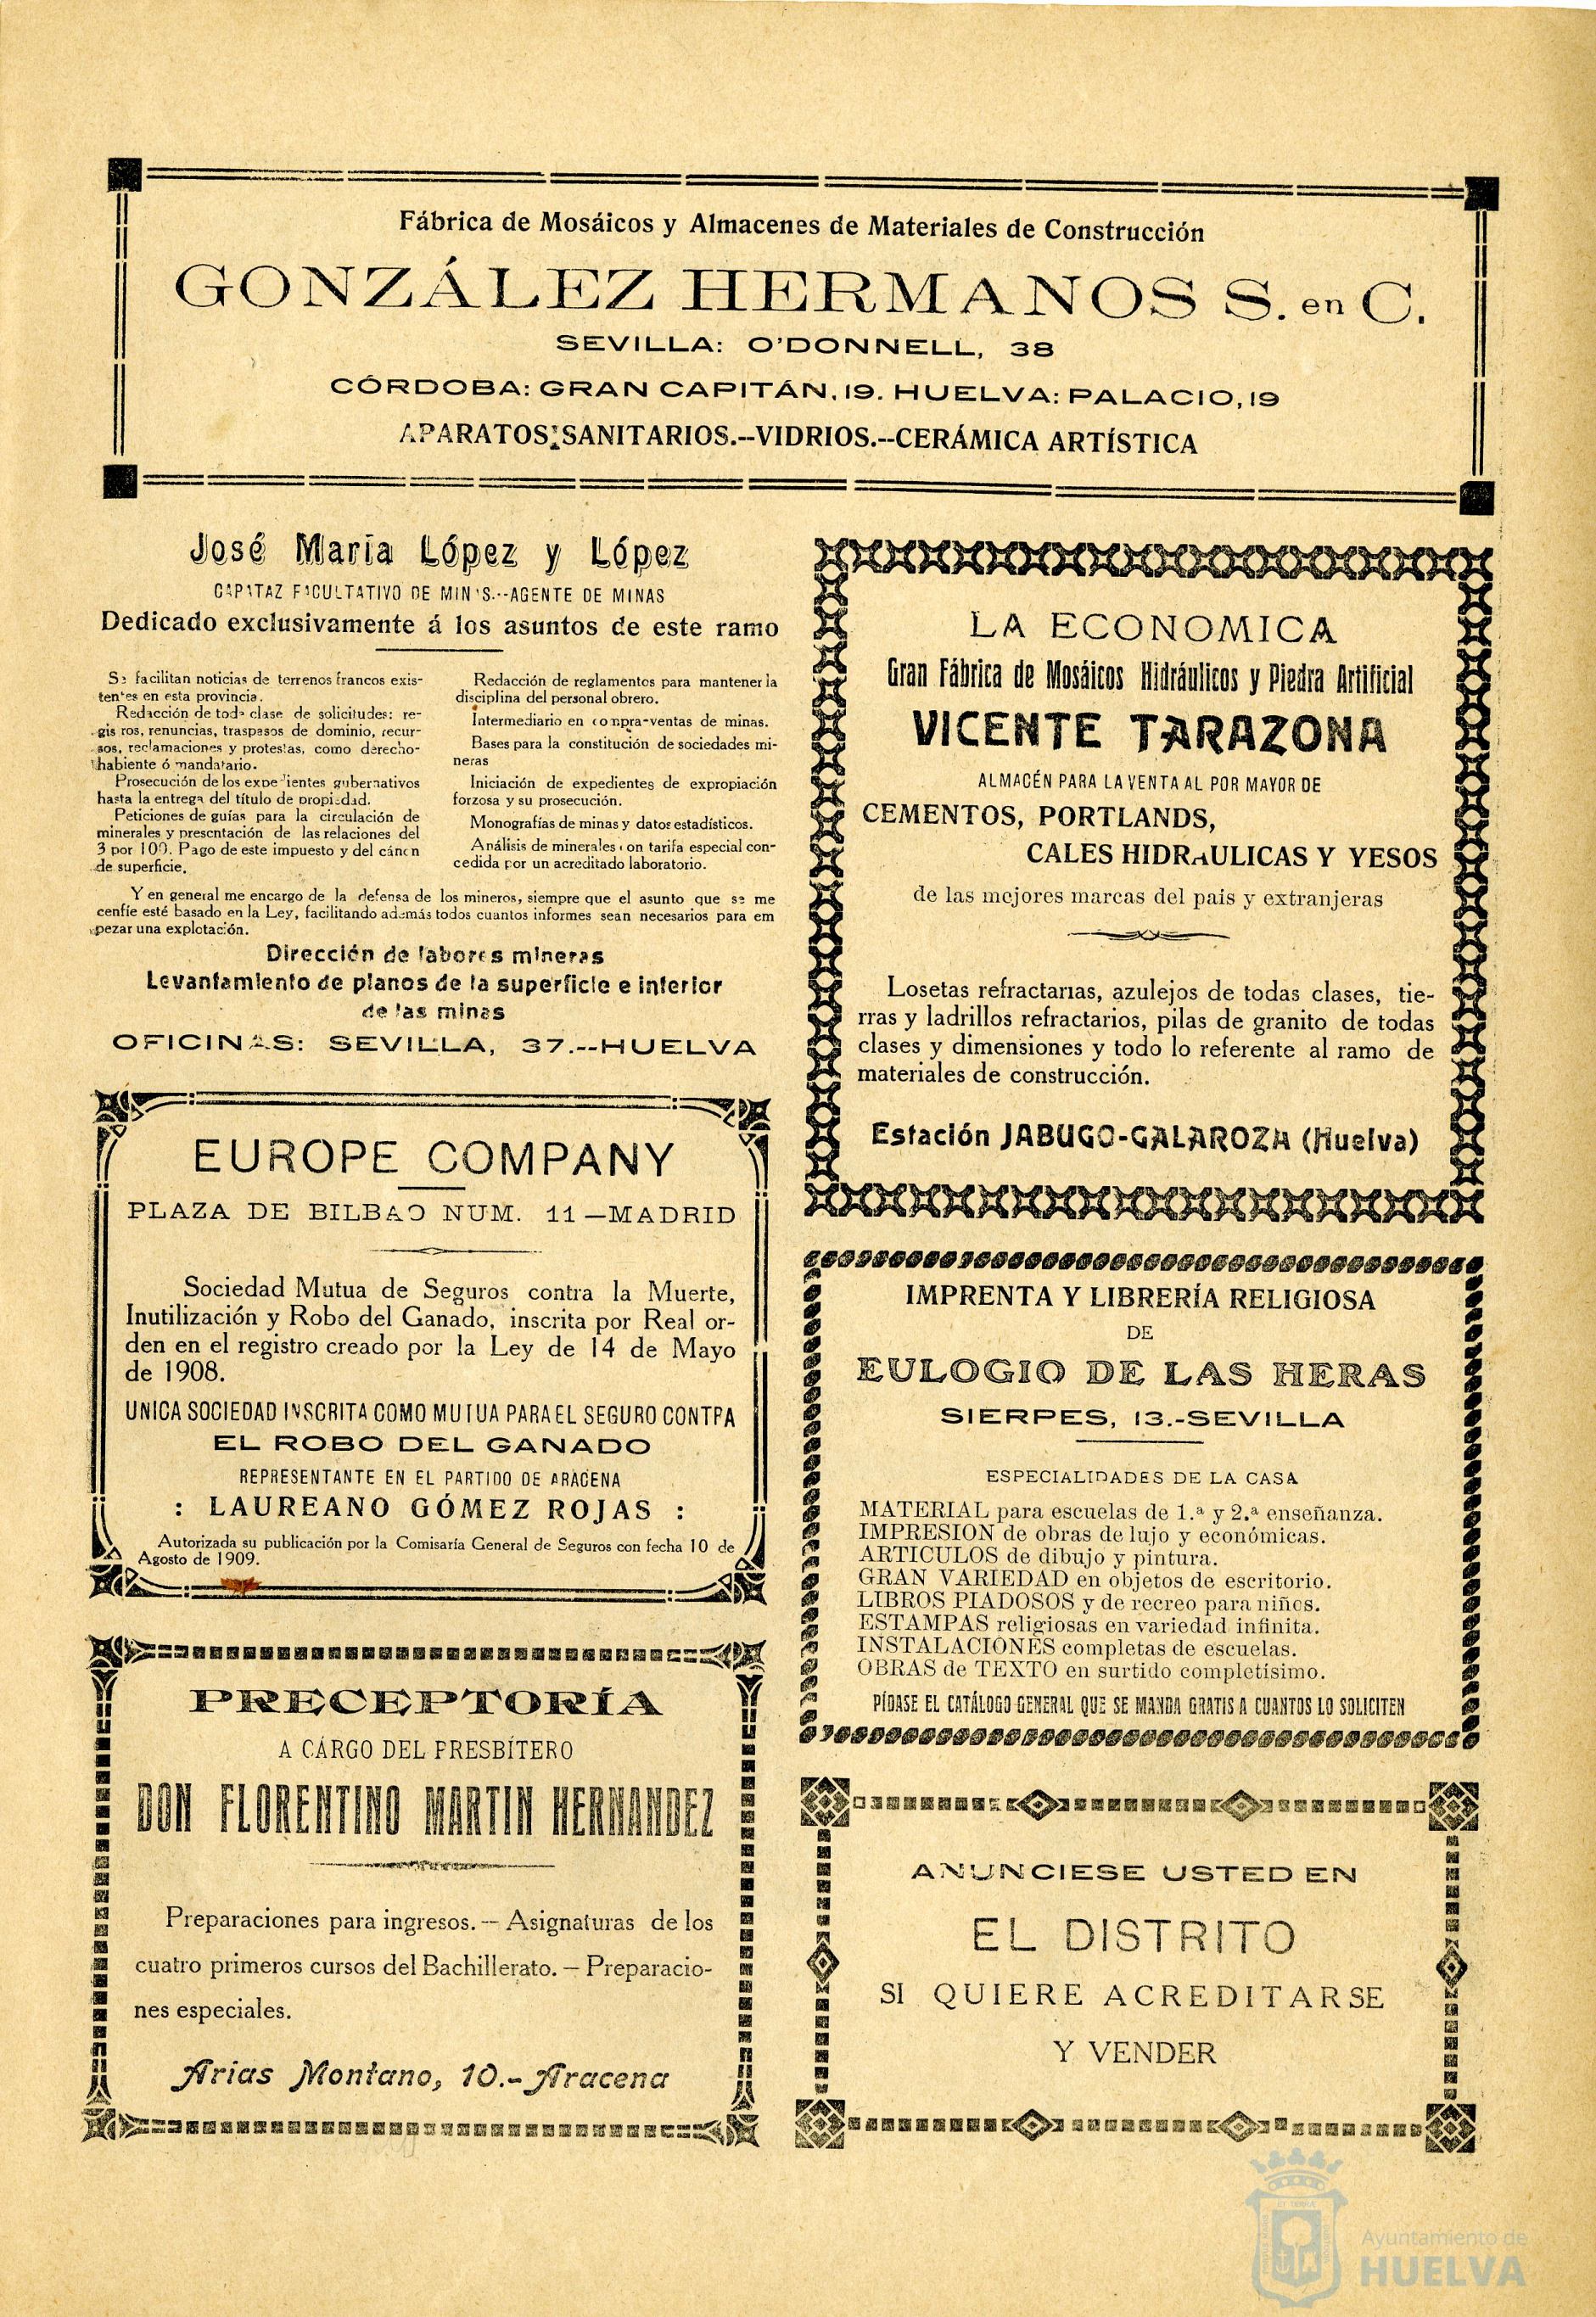 Fábrica de Mosáicos y Almacenes de Materiales de Construcción
GONZÁLEZ HERMANOS S. en C.
SEVILLA: O'DONNELL, 38
CÓRDOBA: GRAN CAPITÁN, 19. HUELVA: PALACIO, 19
APARATOS SANITARIOS.--VIDRIOS.--CERÁMICA ARTÍSTICA
José María López y López
CAPATAZ FACULTATIVO DE MINAS.--AGENTE DE MINAS
Dedicado exclusivamente á los asuntos de este ramo
Se facilitan noticias de terrenos francos exis-
tentes en esta provincia.
Redacción de toda clase de solicitudes: re-
gis ros, renuncias, traspasos de dominio, recur-
sos, reclamaciones y protestas, como derecho-
habiente ó mandatario.
Prosecución de los expedientes gubernativos
hasta la entrega del título de propiedad.
Peticiones de guías para la circulación de
minerales y presentación de las relaciones del
3 por 100. Pago de este impuesto y del cánon
de superficie.
Redacción de reglamentos para mantener la
disciplina del personal obrero.
Intermediario en compra-ventas de minas.
Bases para la constitución de sociedades mi-
neras
Iniciación de expedientes de expropiación
forzosa y su prosecución.
Monografías de minas y datos estadísticos.
Análisis de minerales con tarifa especial con-
cedida por un acreditado laboratorio.
Y en general me encargo de la defensa de los mineros, siempre que el asunto que se me
cenfíe esté basado en la Ley, facilitando además todos cuantos informes sean necesarios para em
pezar una explotación.
Dirección de labores mineras
Levantamiento de planos de la superficie e interior
de las minas
OFICINAS: SEVILLA, 37.--HUELVA
LA ECONOMICA
Gran Fábrica de Mosáicos Hidráulicos y Piedra Artificial
VICENTE TARAZONA
ALMACÉN PARA LA VENTA AL POR MAYOR DE
CEMENTOS, PORTLANDS,
CALES HIDRAULICAS Y YESOS
de las mejores marcas del país y extranjeras
Losetas refractarias, azulejos de todas clases, tie-
rras y ladrillos refractarios, pilas de granito de todas
clases y dimensiones y todo lo referente al ramo de
materiales de construcción.
Estación JABUGO-GALAROZA (Huelva)
EUROPE COMPANY
PLAZA DE BILBAO NUM. 11—MADRID
Sociedad Mutua de Seguros contra la Muerte,
Inutilización y Robo del Ganado, inscrita por Real or-
den en el registro creado por la Ley de 14 de Mayo
de 1908.
UNICA SOCIEDAD INSCRITA COMO MUTUA PARA EL SEGURO CONTRA
EL ROBO DEL GANADO
REPRESENTANTE EN EL PARTIDO DE ARACENA
: LAUREANO GÓMEZ ROJAS :
Autorizada su publicación por la Comisaría General de Seguros con fecha 10 de
Agosto de 1909.
IMPRENTA Y LIBRERÍA RELIGIOSA
DE
EULOGIO DE LAS HERAS
SIERPES, 13.-SEVILLA
ESPECIALIDADES DE LA CASA
MATERIAL para escuelas de 1.ª y 2.ª enseñanza.
IMPRESION de obras de lujo y económicas.
ARTICULOS de dibujo y pintura.
GRAN VARIEDAD en objetos de escritorio.
LIBROS PIADOSOS y de recreo para niños.
ESTAMPAS religiosas en variedad infinita.
INSTALACIONES completas de escuelas.
OBRAS de TEXTO en surtido completísimo.
PÍDASE EL CATÁLOGO GENERAL QUE SE MANDA GRATIS A CUANTOS LO SOLICITEN
PRECEPTORÍA
A CÁRGO DEL PRESBÍTERO
DON FLORENTINO MARTIN HERNANDEZ
Preparaciones para ingresos.—Asignaturas de los
cuatro primeros cursos del Bachillerato.—Preparacio-
nes especiales.
Arias Montano, 10.-Aracena
ANUNCIESE USTED EN
EL DISTRITO
SI QUIERE ACREDITARSE
Y VENDER
Ayuntamiento de
HUELVA